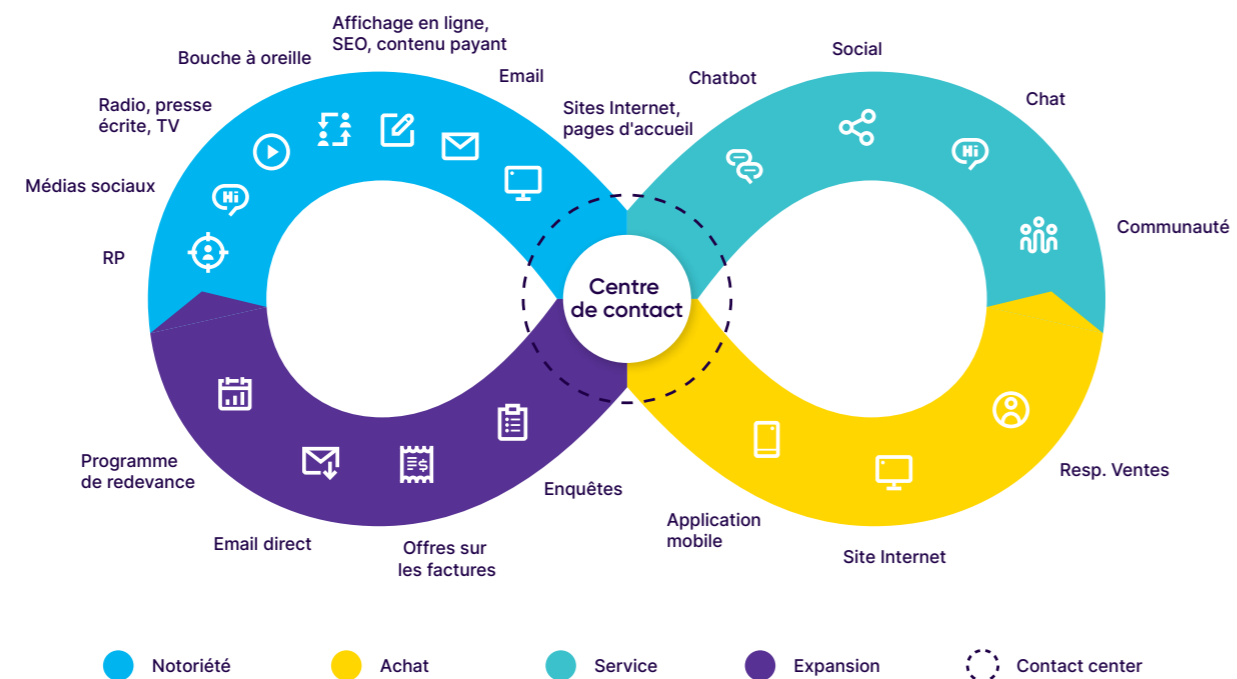 Affichage en ligne,
SEO, contenu payant
Bouche à oreille
Email
Radio, presse
écrite, TV
Médias sociaux
RP
Sites Internet,
pages d'accueil
Chatbot
Social
Chat
Communauté
Hi
Hi
Centre
de contact
Programme
de redevance
Email direct
Offres sur
les factures
$
Enquêtes
Application
mobile
Site Internet
Resp. Ventes
Notoriété
Achat
Service
Expansion
Contact center